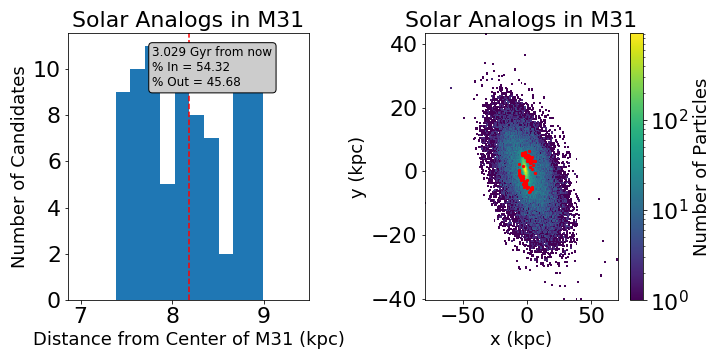 Solar Analogs in M31
3.029 Gyr from now
% In = 54.32
% Out = 45.68
Number of Candidates
10
8
6
4
2
0
7
8
9
Distance from Center of M31 (kpc)
Solar Analogs in M31
y (kpc)
40
20
0
−20
−40
−50
0
50
x (kpc)
10²
10¹
10⁰
Number of Particles